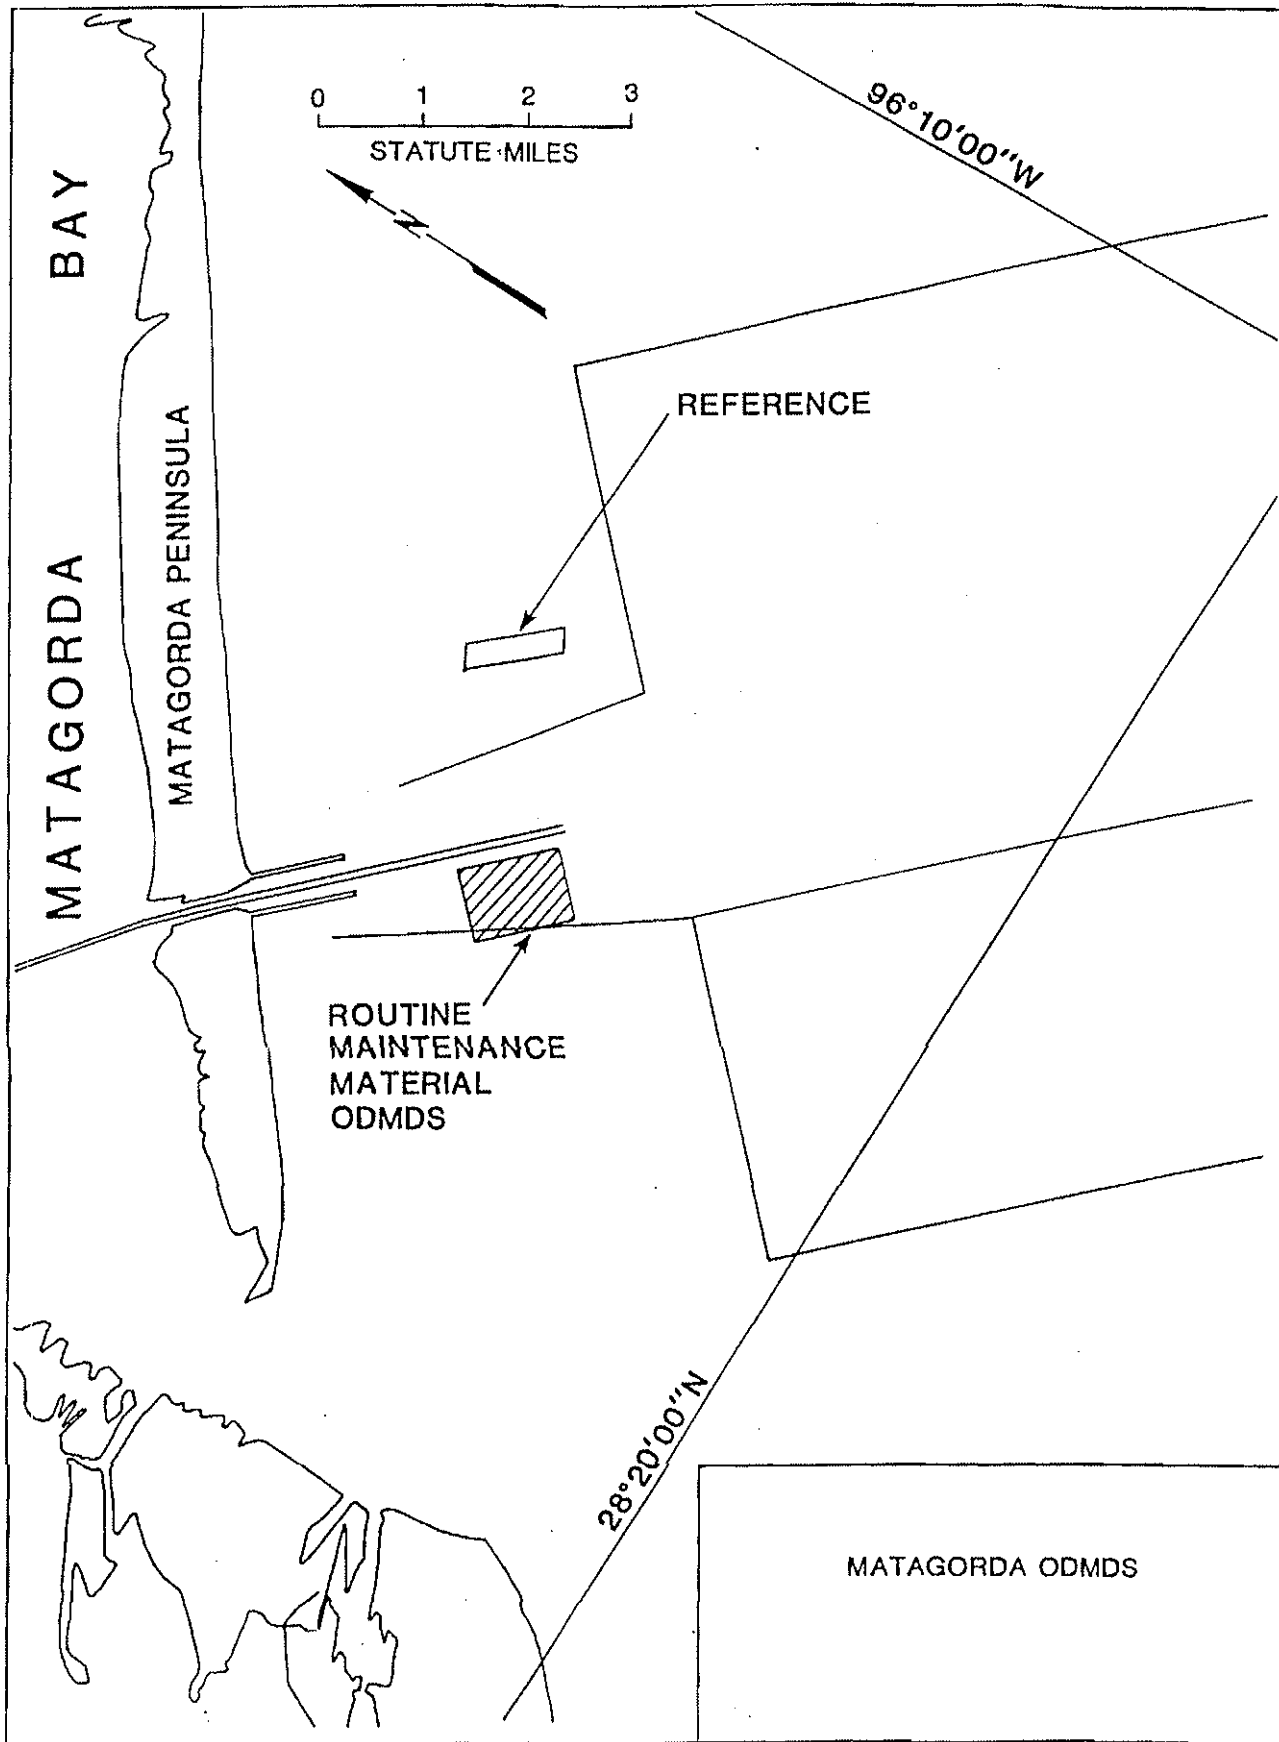 0 1 2 3
STATUTE MILES
N
96°10'00"W
MATAGORDA BAY
MATAGORDA PENINSULA
REFERENCE
ROUTINE
MAINTENANCE
MATERIAL
ODMDS
28°20'00"N
MATAGORDA ODMDS